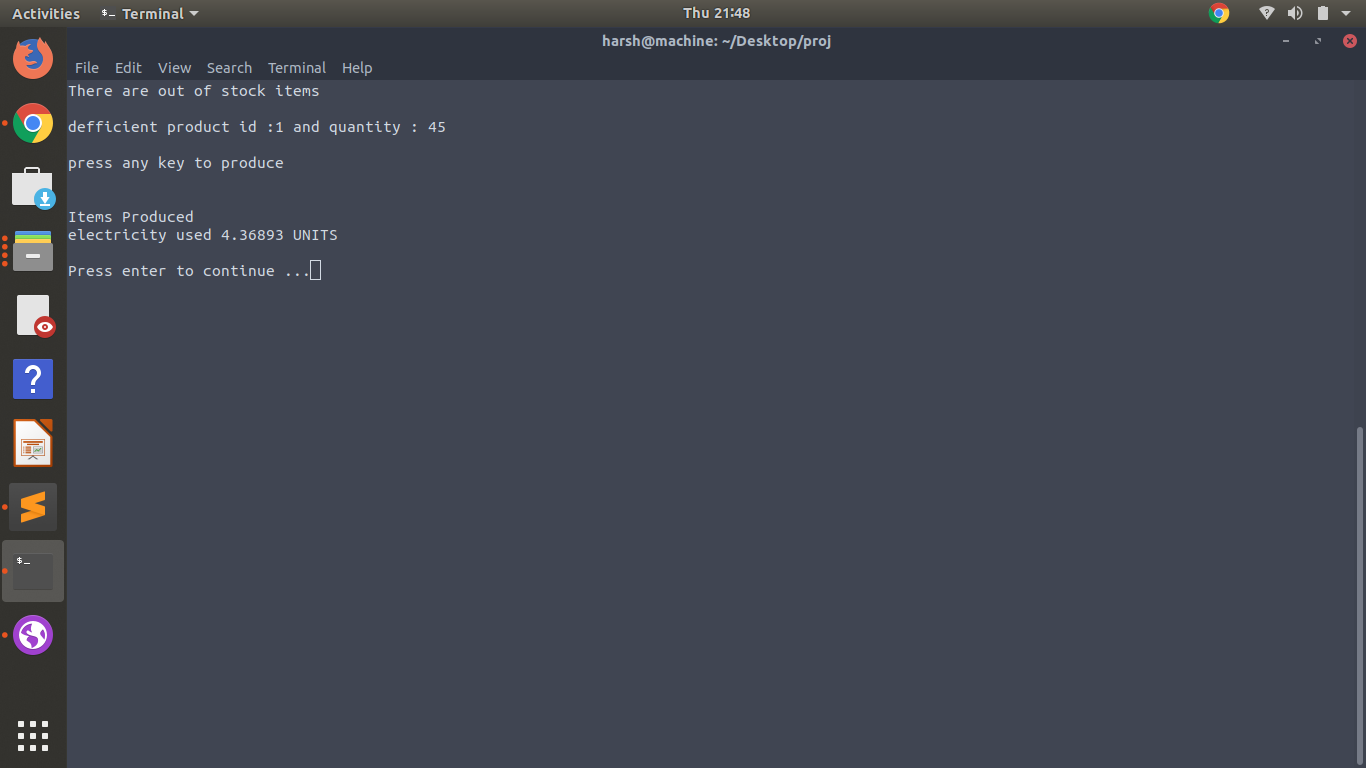 Activities
$_ Terminal
Thu 21:48
harsh@machine: ~/Desktop/proj
File Edit View Search Terminal Help
There are out of stock items
defficient product id :1 and quantity : 45
press any key to produce
Items Produced
electricity used 4.36893 UNITS
Press enter to continue ...
?
$_